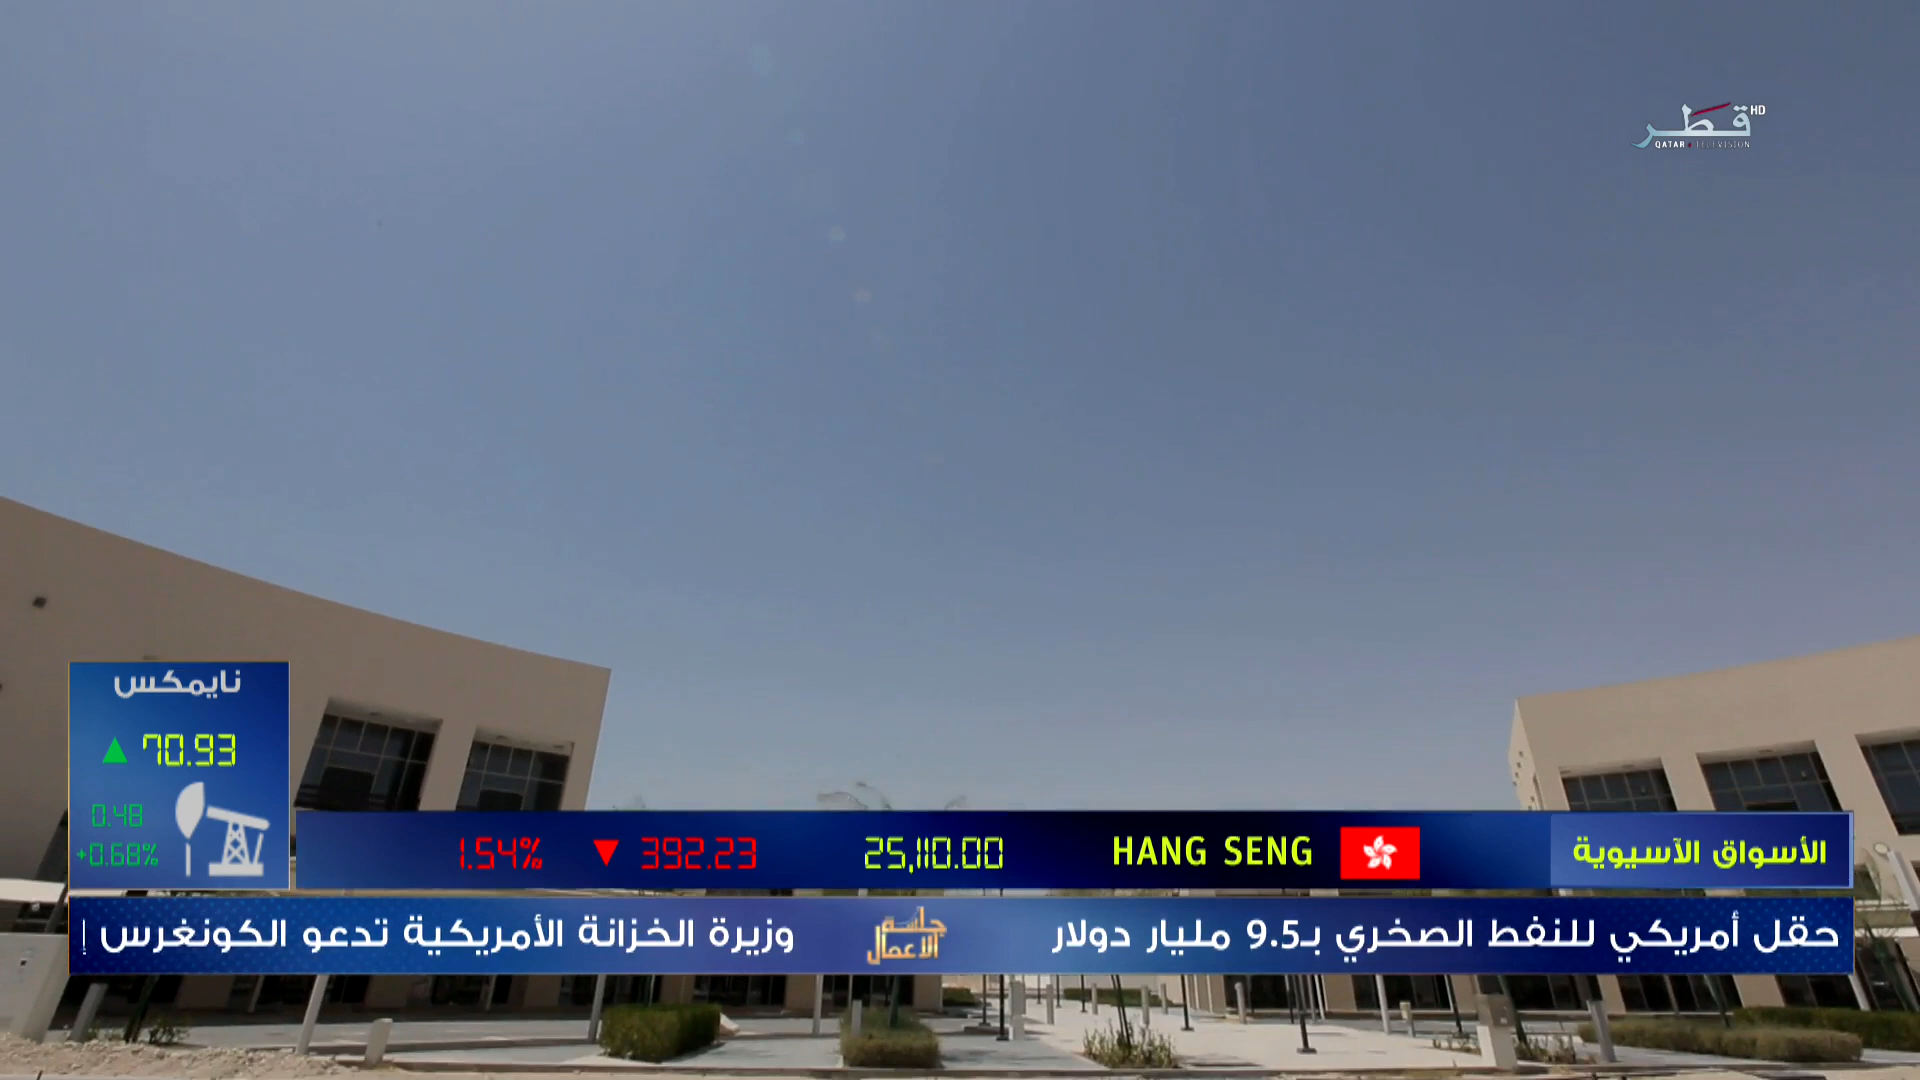 قطر HD
QATAR TELEVISION
نايمكس
▲ 70.93
0.48
+0.68%
الأسواق الآسيوية HANG SENG 25,110.00 392.23 ▼ 1.54%
حقل أمريكي للنفط الصخري بـ9.5 مليار دولار جلسة الأعمال وزيرة الخزانة الأمريكية تدعو الكونغرس